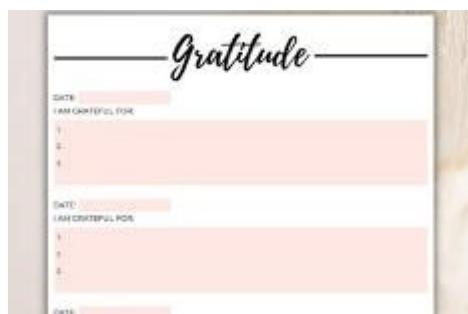 Gratitude
DATE:
I AM GRATEFUL FOR:
1.
2.
3.
DATE:
I AM GRATEFUL FOR:
1.
2.
3.
DATE: